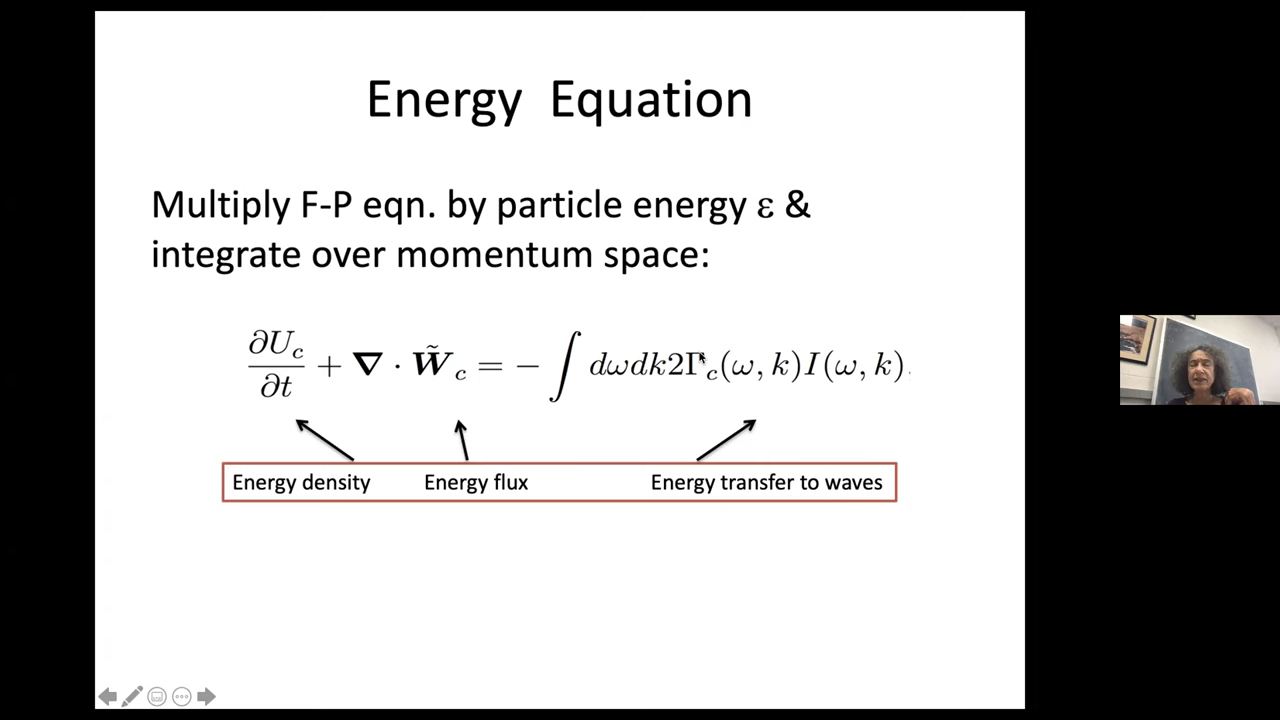 Energy Equation
Multiply F-P eqn. by particle energy ε &
integrate over momentum space:
∂U_c/∂t + ∇ · W̃_c = − ∫ dωdk2Γ_c(ω, k)I(ω, k).
Energy density Energy flux Energy transfer to waves